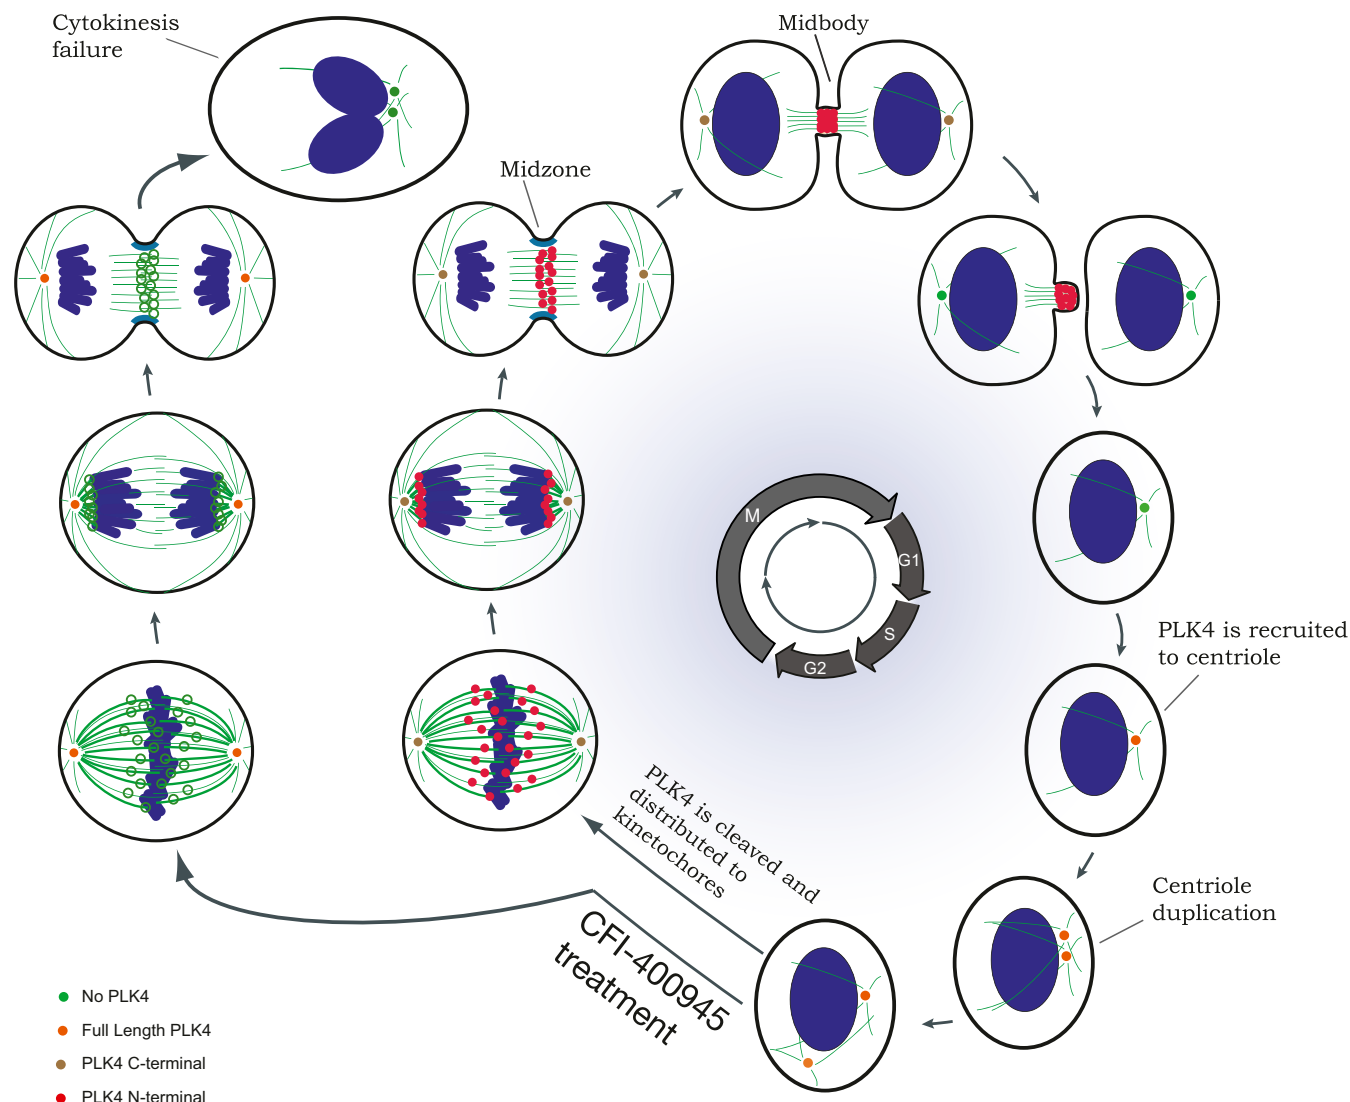 Cytokinesis
failure
Midbody
Midzone
M
G1
S
G2
PLK4 is recruited
to centriole
PLK4 is cleaved and
distributed to
kinetochores
Centriole
duplication
CFI-400945
treatment
No PLK4
Full Length PLK4
PLK4 C-terminal
PLK4 N-terminal